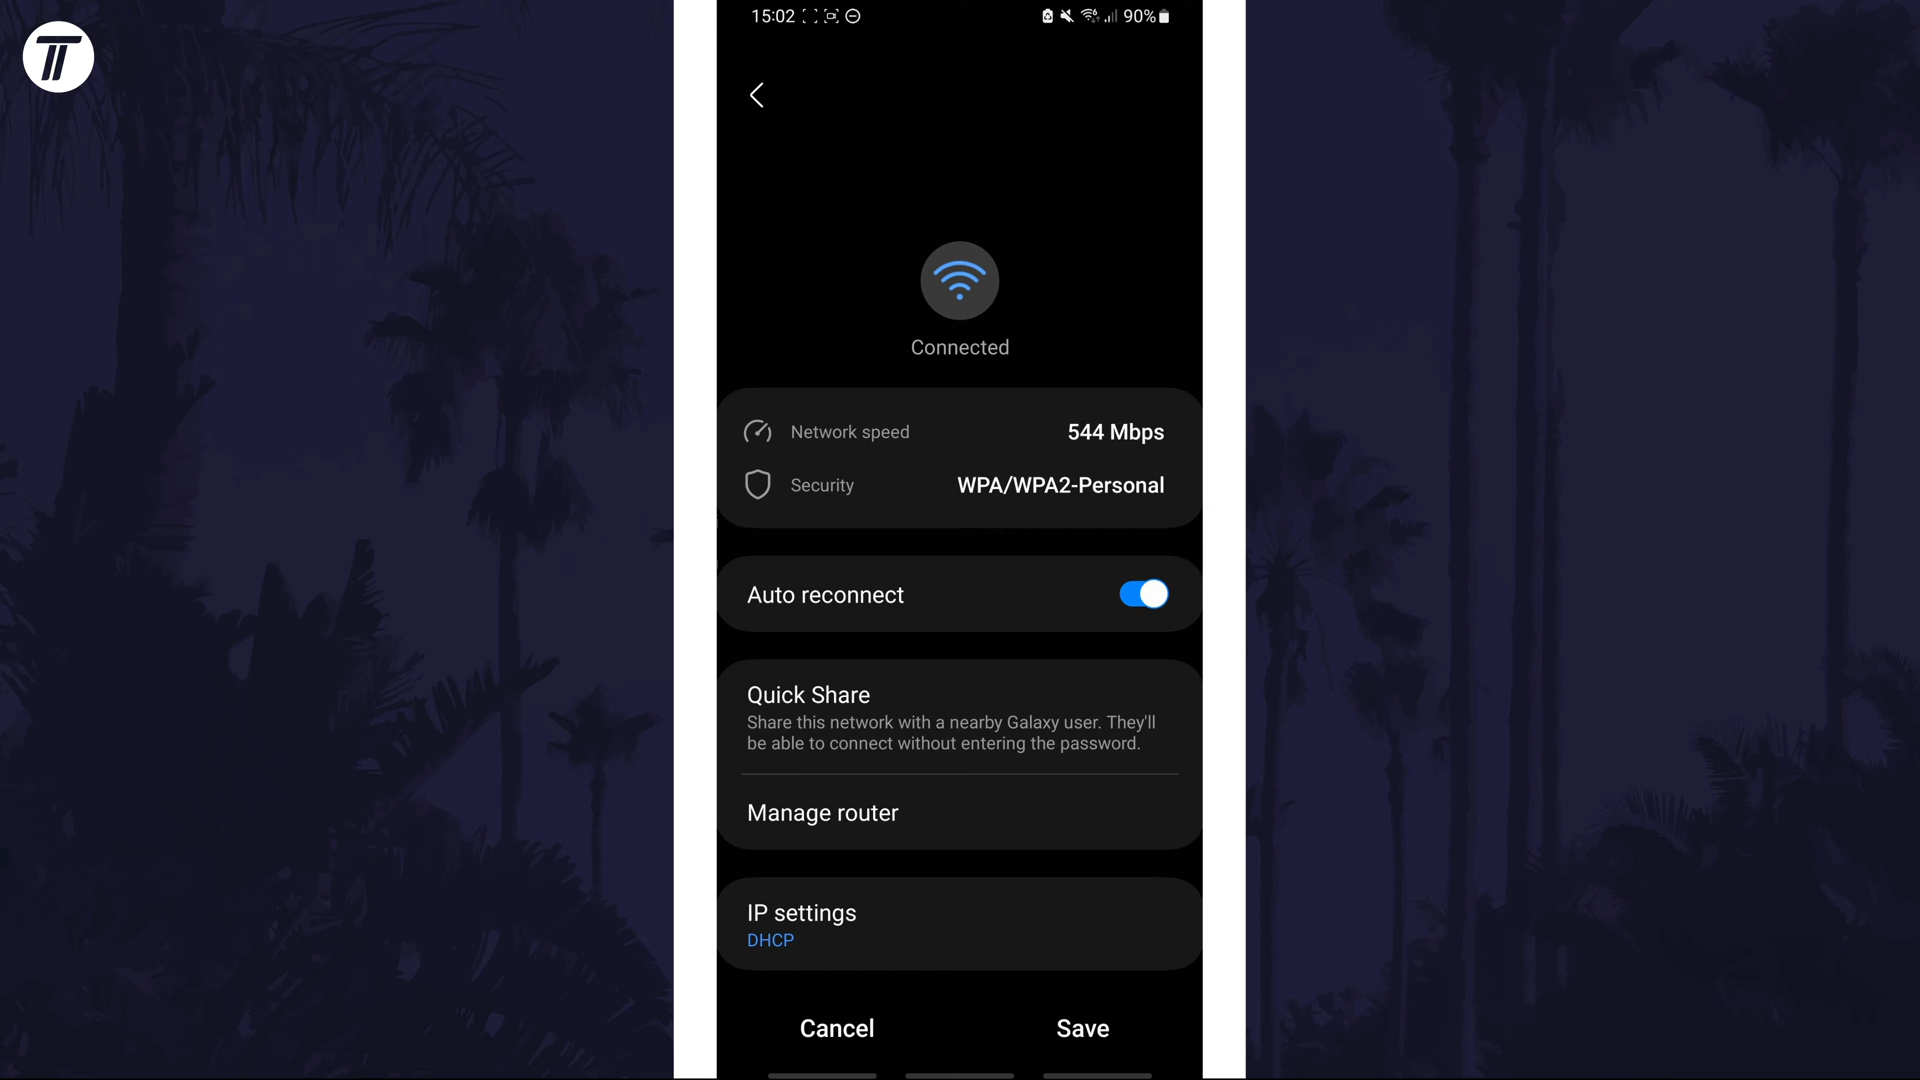 15:02
90%
Connected
Network speed
544 Mbps
Security
WPA/WPA2-Personal
Auto reconnect
Quick Share
Share this network with a nearby Galaxy user. They'll
be able to connect without entering the password.
Manage router
IP settings
DHCP
Cancel
Save